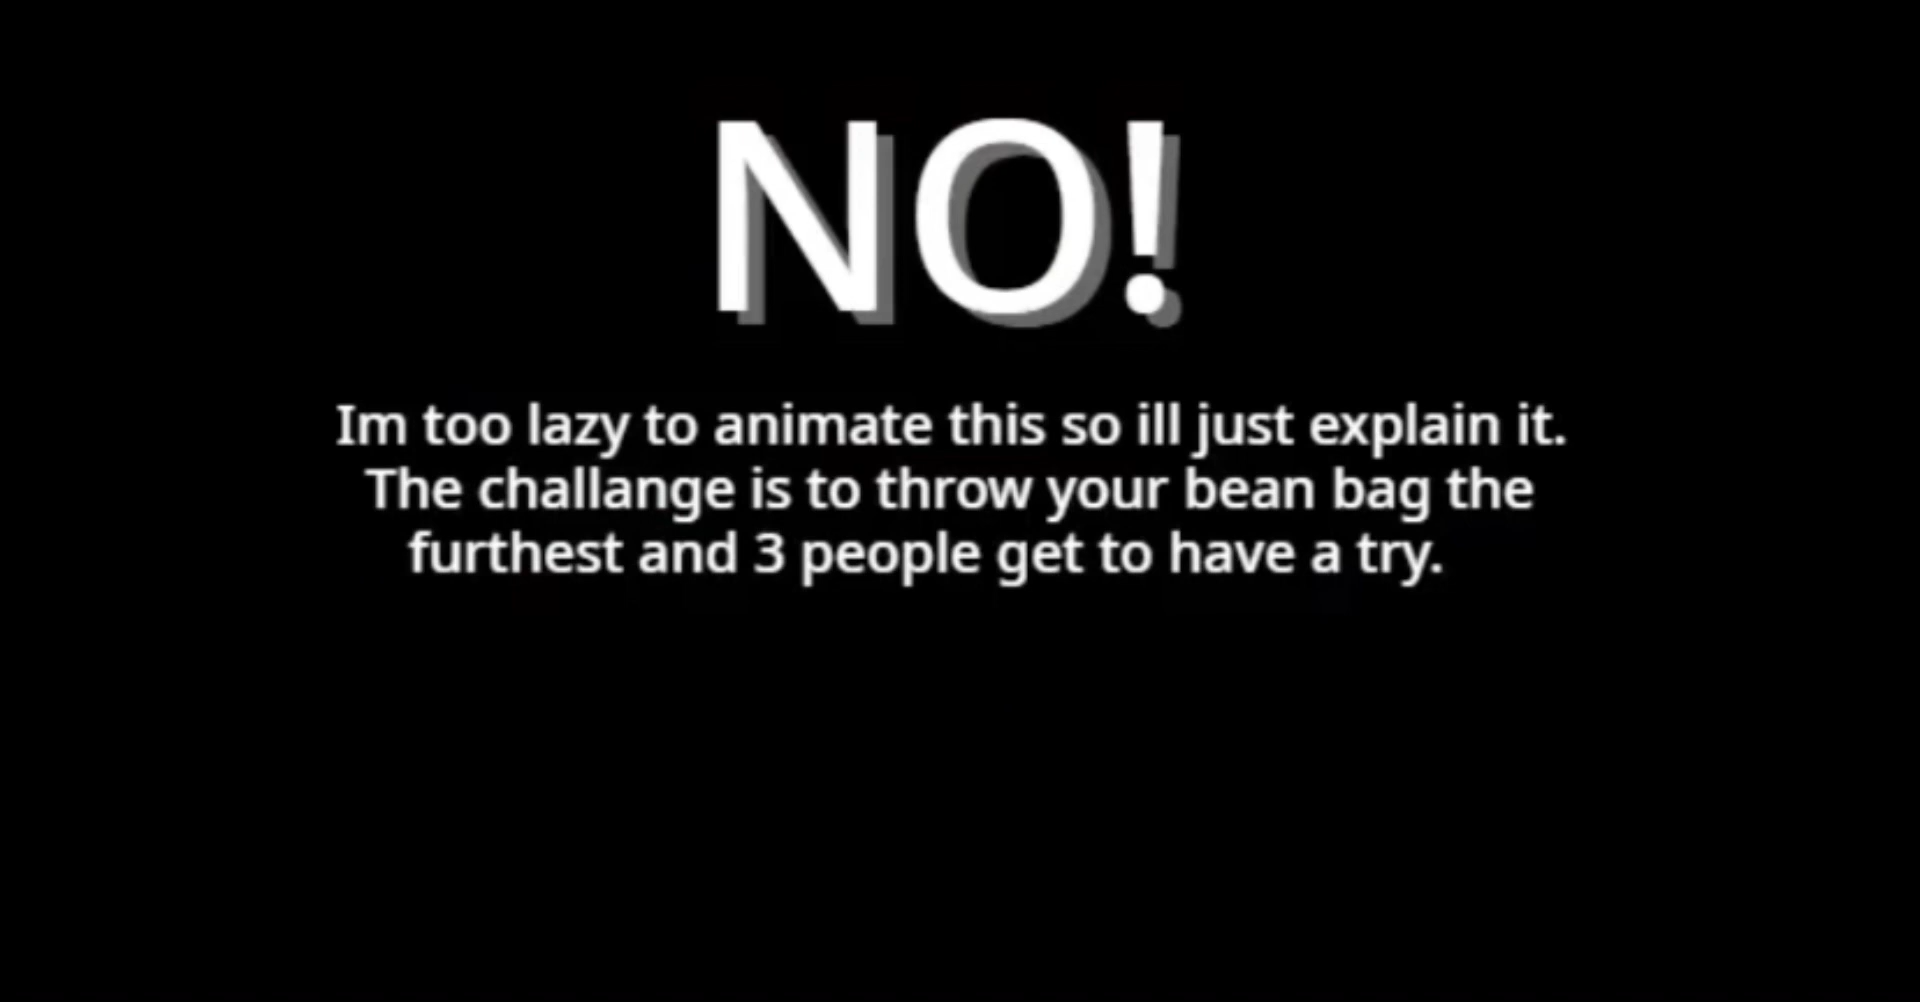 NO!
Im too lazy to animate this so ill just explain it.
The challange is to throw your bean bag the
furthest and 3 people get to have a try.